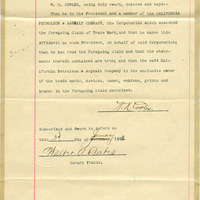 W. G. COWLES, being duly sworn, deposes and says-
That he is the President and a member of the CALIFORNIA
PETROLEUM & ASPHALT COMPANY, the Corporation which executed
the foregoing Claim of Trade Mark, and that he makes this
Affidavit as such President, on behalf of said Corporation
that he has read the foregoing claim and that the state-
ments therein contained are true; and that the said Cal-
ifornia Petroleum & Asphalt Company is the exclusive owner
of the trade marks, devices, names, emblems, prints and
brands in the foregoing claim described.
Subscribed and Sworn to before me
this day of
Walter
Notary Public.